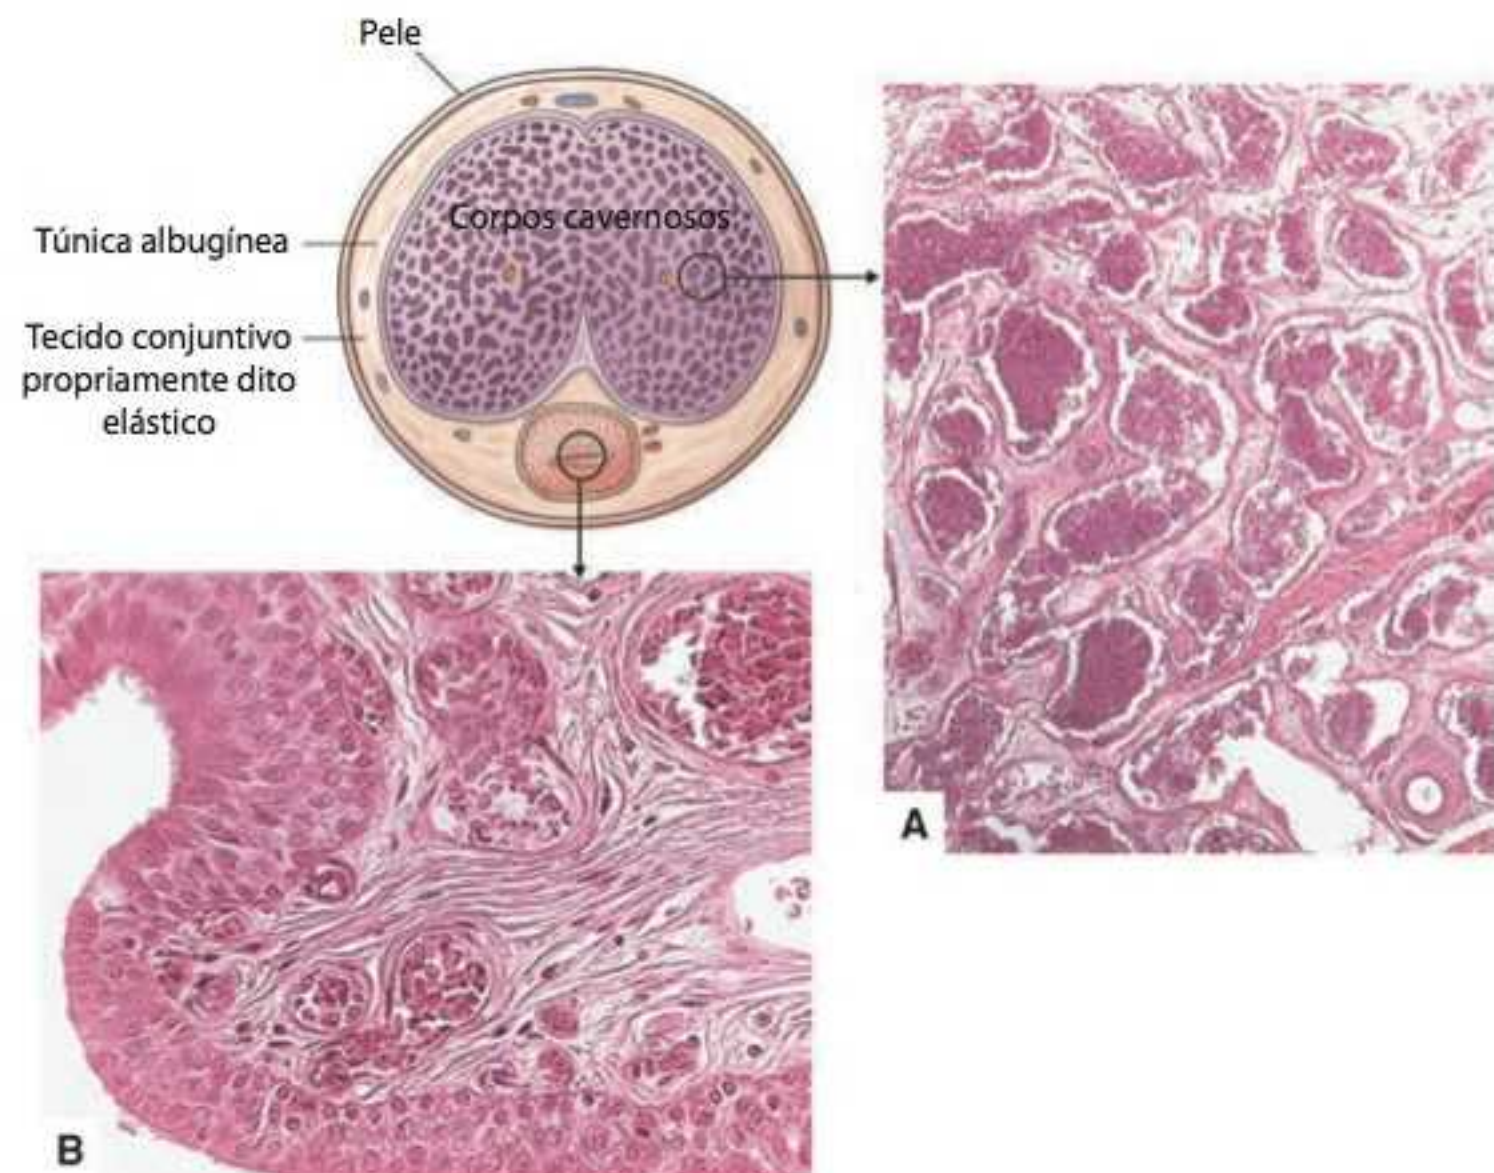 Pele
Corpos cavernosos
Túnica albugínea
Tecido conjuntivo
propriamente dito
elástico
A
B